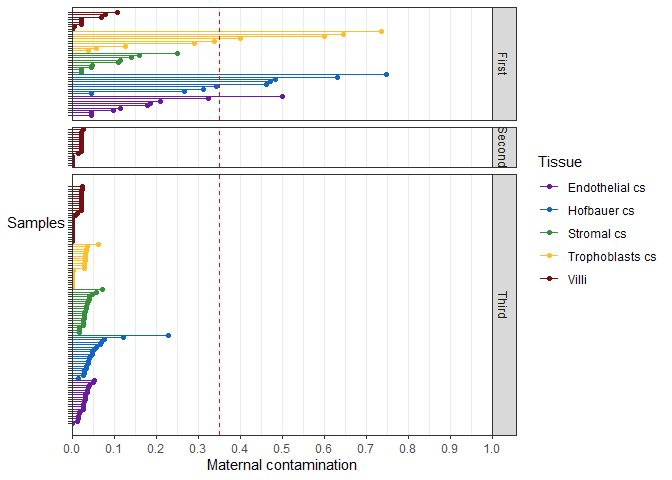 First
Second
Third
Samples
0.0 0.1 0.2 0.3 0.4 0.5 0.6 0.7 0.8 0.9 1.0
Maternal contamination
Tissue
Endothelial cs
Hofbauer cs
Stromal cs
Trophoblasts cs
Villi